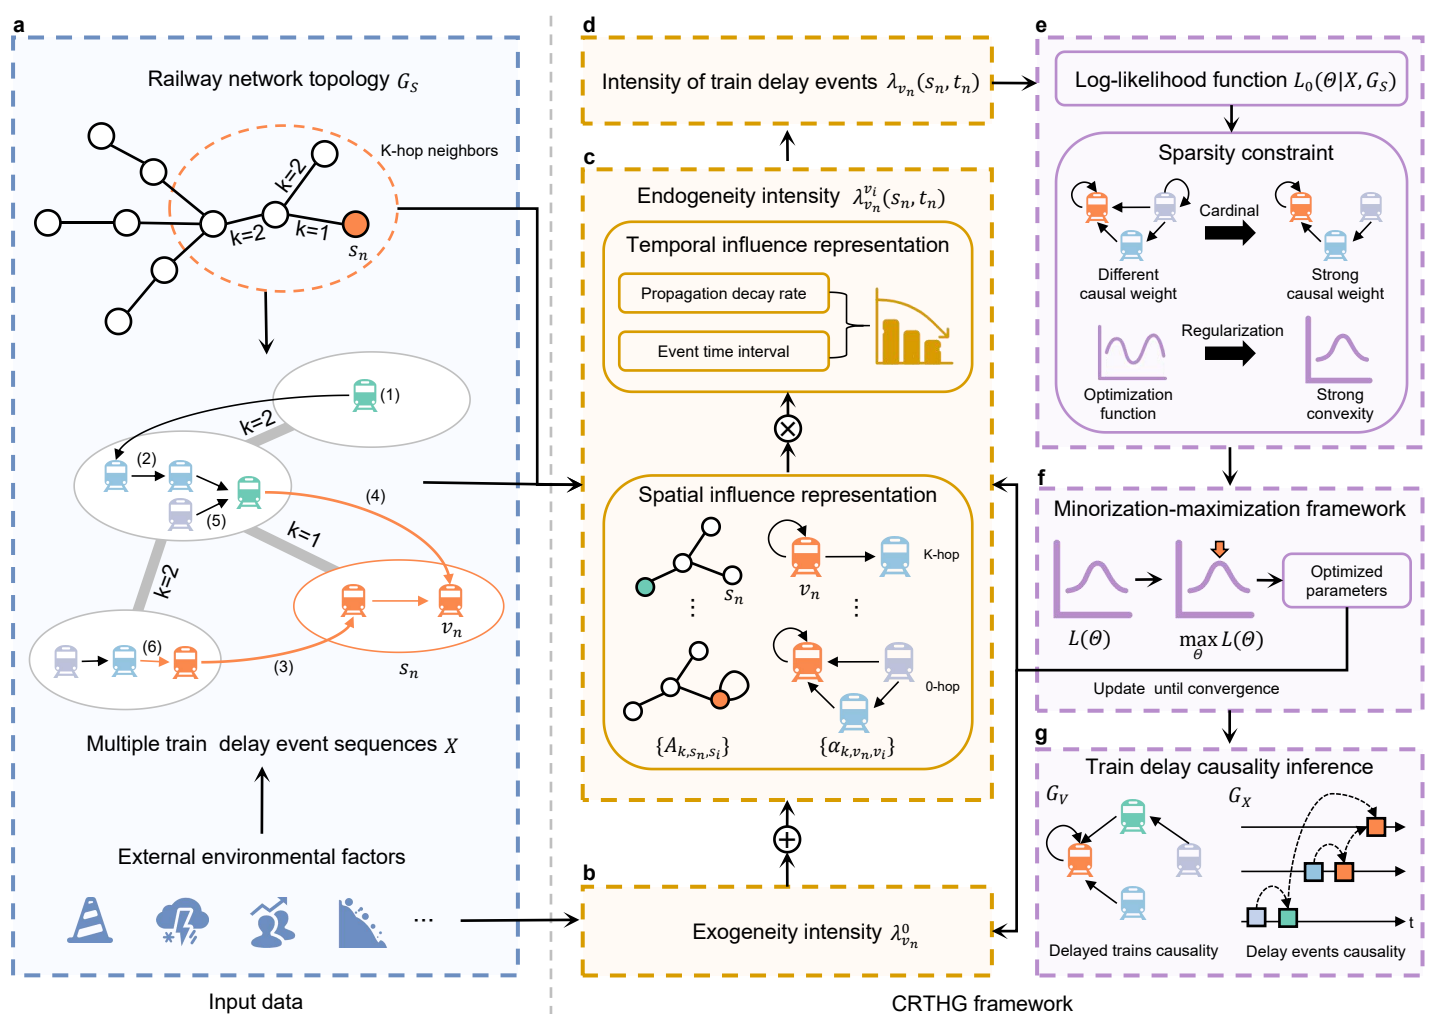 a
Railway network topology G_S
K-hop neighbors
k=2
k=2
k=1
s_n
(1)
k=2
(2)
(4)
(5)
k=1
k=2
v_n
(6)
(3)
s_n
Multiple train delay event sequences X
External environmental factors
...
Input data
d
Intensity of train delay events λ_{v_n}(s_n, t_n)
c
Endogeneity intensity λ_{v_n}^{v_i}(s_n, t_n)
Temporal influence representation
Propagation decay rate
Event time interval
Spatial influence representation
K-hop
s_n
v_n
⋮
⋮
0-hop
{A_{k,s_n,s_i}}
{α_{k,v_n,v_i}}
b
Exogeneity intensity λ_{v_n}^0
CRTHG framework
e
Log-likelihood function L_0(Θ|X, G_S)
Sparsity constraint
Cardinal
Different
causal weight
Strong
causal weight
Regularization
Optimization
function
Strong
convexity
f
Minorization-maximization framework
Optimized
parameters
L(Θ)
max_Θ L(Θ)
Update until convergence
g
Train delay causality inference
G_V
G_X
t
Delayed trains causality
Delay events causality